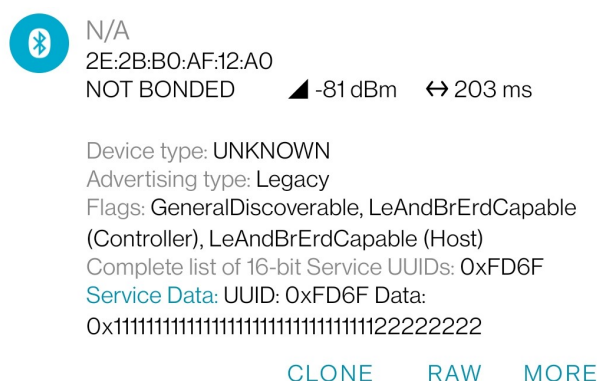 N/A
2E:2B:B0:AF:12:A0
NOT BONDED -81 dBm 203 ms
Device type: UNKNOWN
Advertising type: Legacy
Flags: GeneralDiscoverable, LeAndBrErdCapable
(Controller), LeAndBrErdCapable (Host)
Complete list of 16-bit Service UUIDs: 0xFD6F
Service Data: UUID: 0xFD6F Data:
0x1111111111111111111111111111111122222222
CLONE RAW MORE